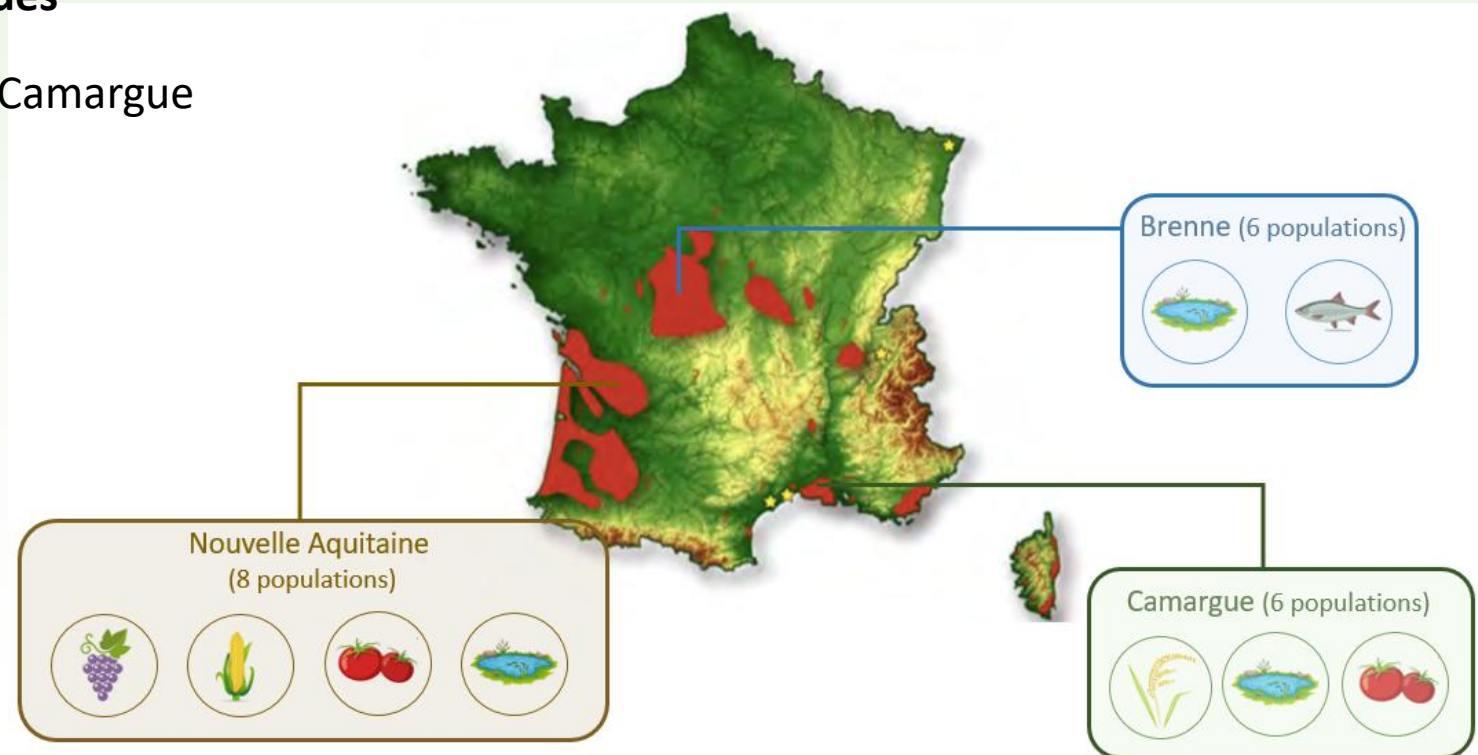 Camargue
Brenne (6 populations)
Nouvelle Aquitaine
(8 populations)
Camargue (6 populations)